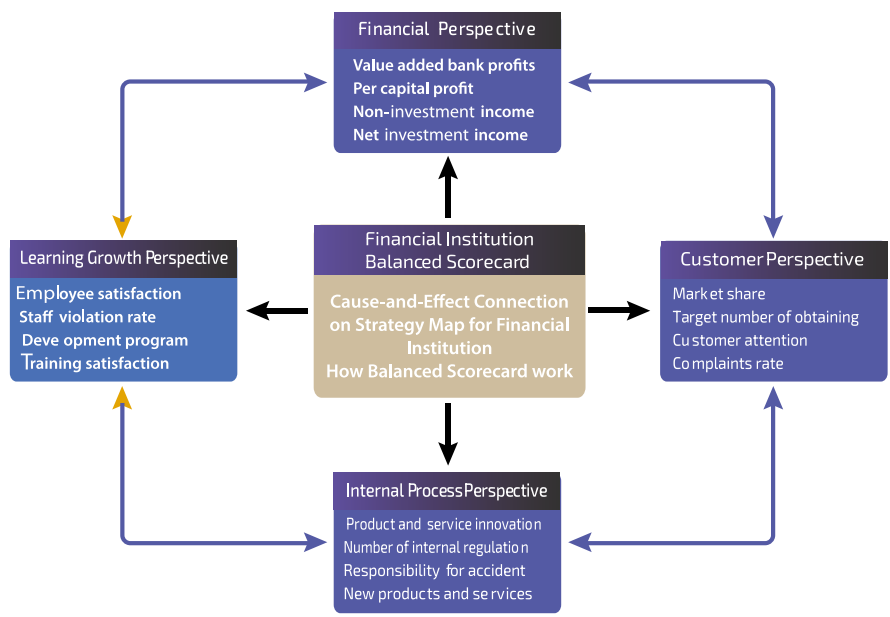 Financial Perspective
Value added bank profits
Per capital profit
Non-investment income
Net investment income
Learning Growth Perspective
Employee satisfaction
Staff violation rate
Deve opment program
Training satisfaction
Financial Institution
Balanced Scorecard
Cause-and-Effect Connection
on Strategy Map for Financial
Institution
How Balanced Scorecard work
Customer Perspective
Market share
Target number of obtaining
Customer attention
Complaints rate
Internal Process Perspective
Product and service innovation
Number of internal regulation
Responsibility for accident
New products and services